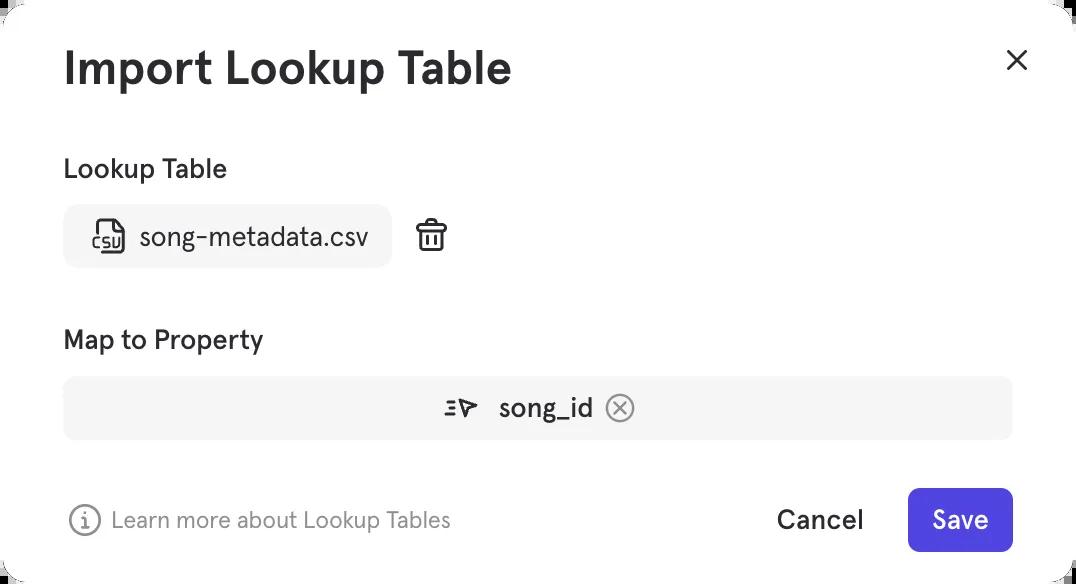 Import Lookup Table
Lookup Table
CSV song-metadata.csv
Map to Property
song_id
Learn more about Lookup Tables
Cancel
Save